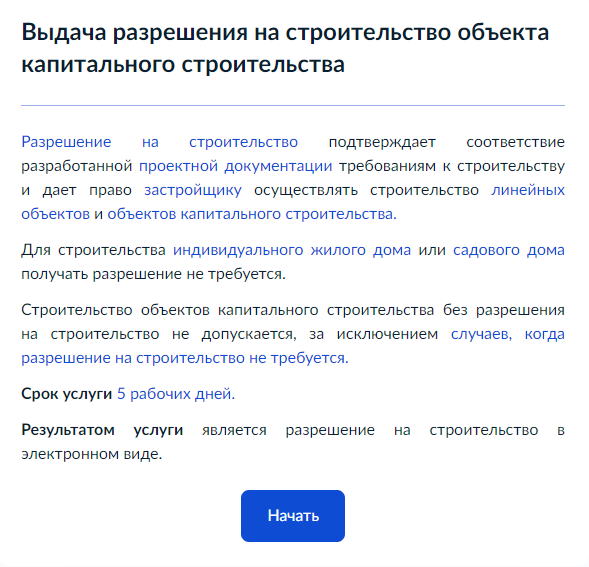 Выдача разрешения на строительство объекта
капитального строительства
Разрешение на строительство подтверждает соответствие
разработанной проектной документации требованиям к строительству
и дает право застройщику осуществлять строительство линейных
объектов и объектов капитального строительства.
Для строительства индивидуального жилого дома или садового дома
получать разрешение не требуется.
Строительство объектов капитального строительства без разрешения
на строительство не допускается, за исключением случаев, когда
разрешение на строительство не требуется.
Срок услуги 5 рабочих дней.
Результатом услуги является разрешение на строительство в
электронном виде.
Начать